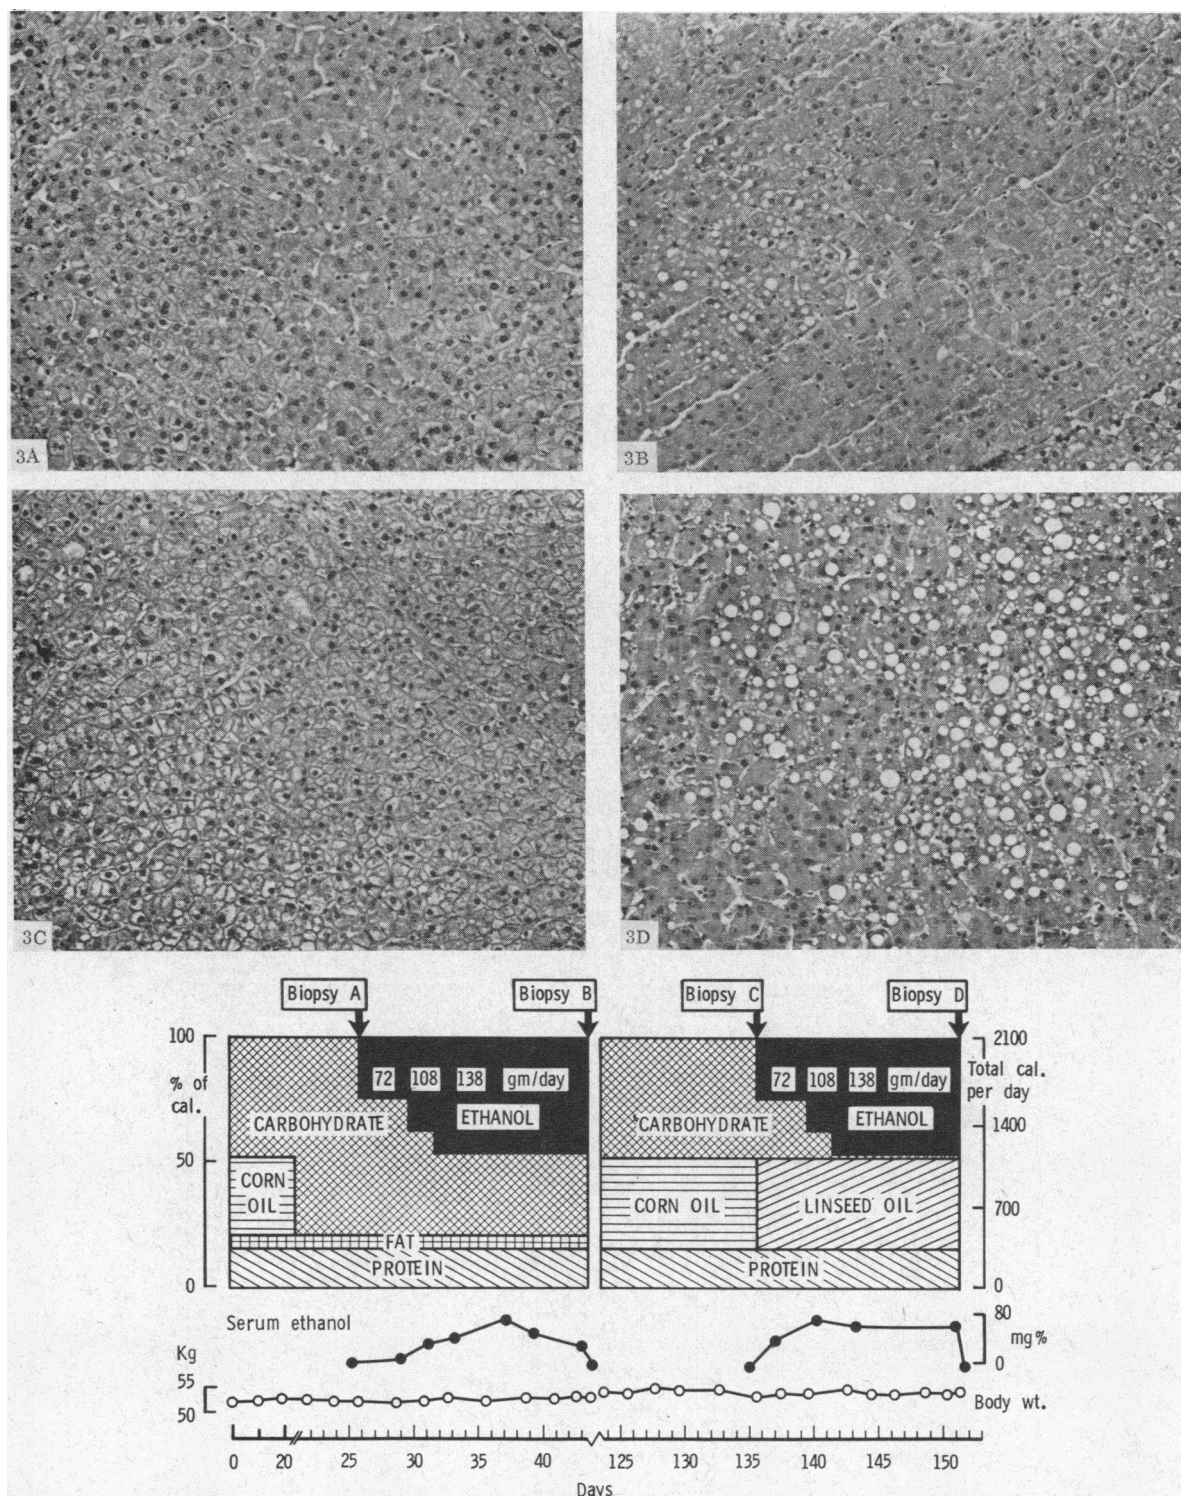 3A
3B
3C
3D
Biopsy A
Biopsy B
Biopsy C
Biopsy D
100
% of
cal.
50
0
72 108 138 gm/day
CARBOHYDRATE
ETHANOL
CORN
OIL
FAT
PROTEIN
72 108 138 gm/day
CARBOHYDRATE
ETHANOL
CORN OIL
LINSEED OIL
PROTEIN
2100
Total cal.
per day
1400
700
0
Serum ethanol
80
mg%
0
Kg
55
50
Body wt.
0 20 25 30 35 40 125 130 135 140 145 150
Days